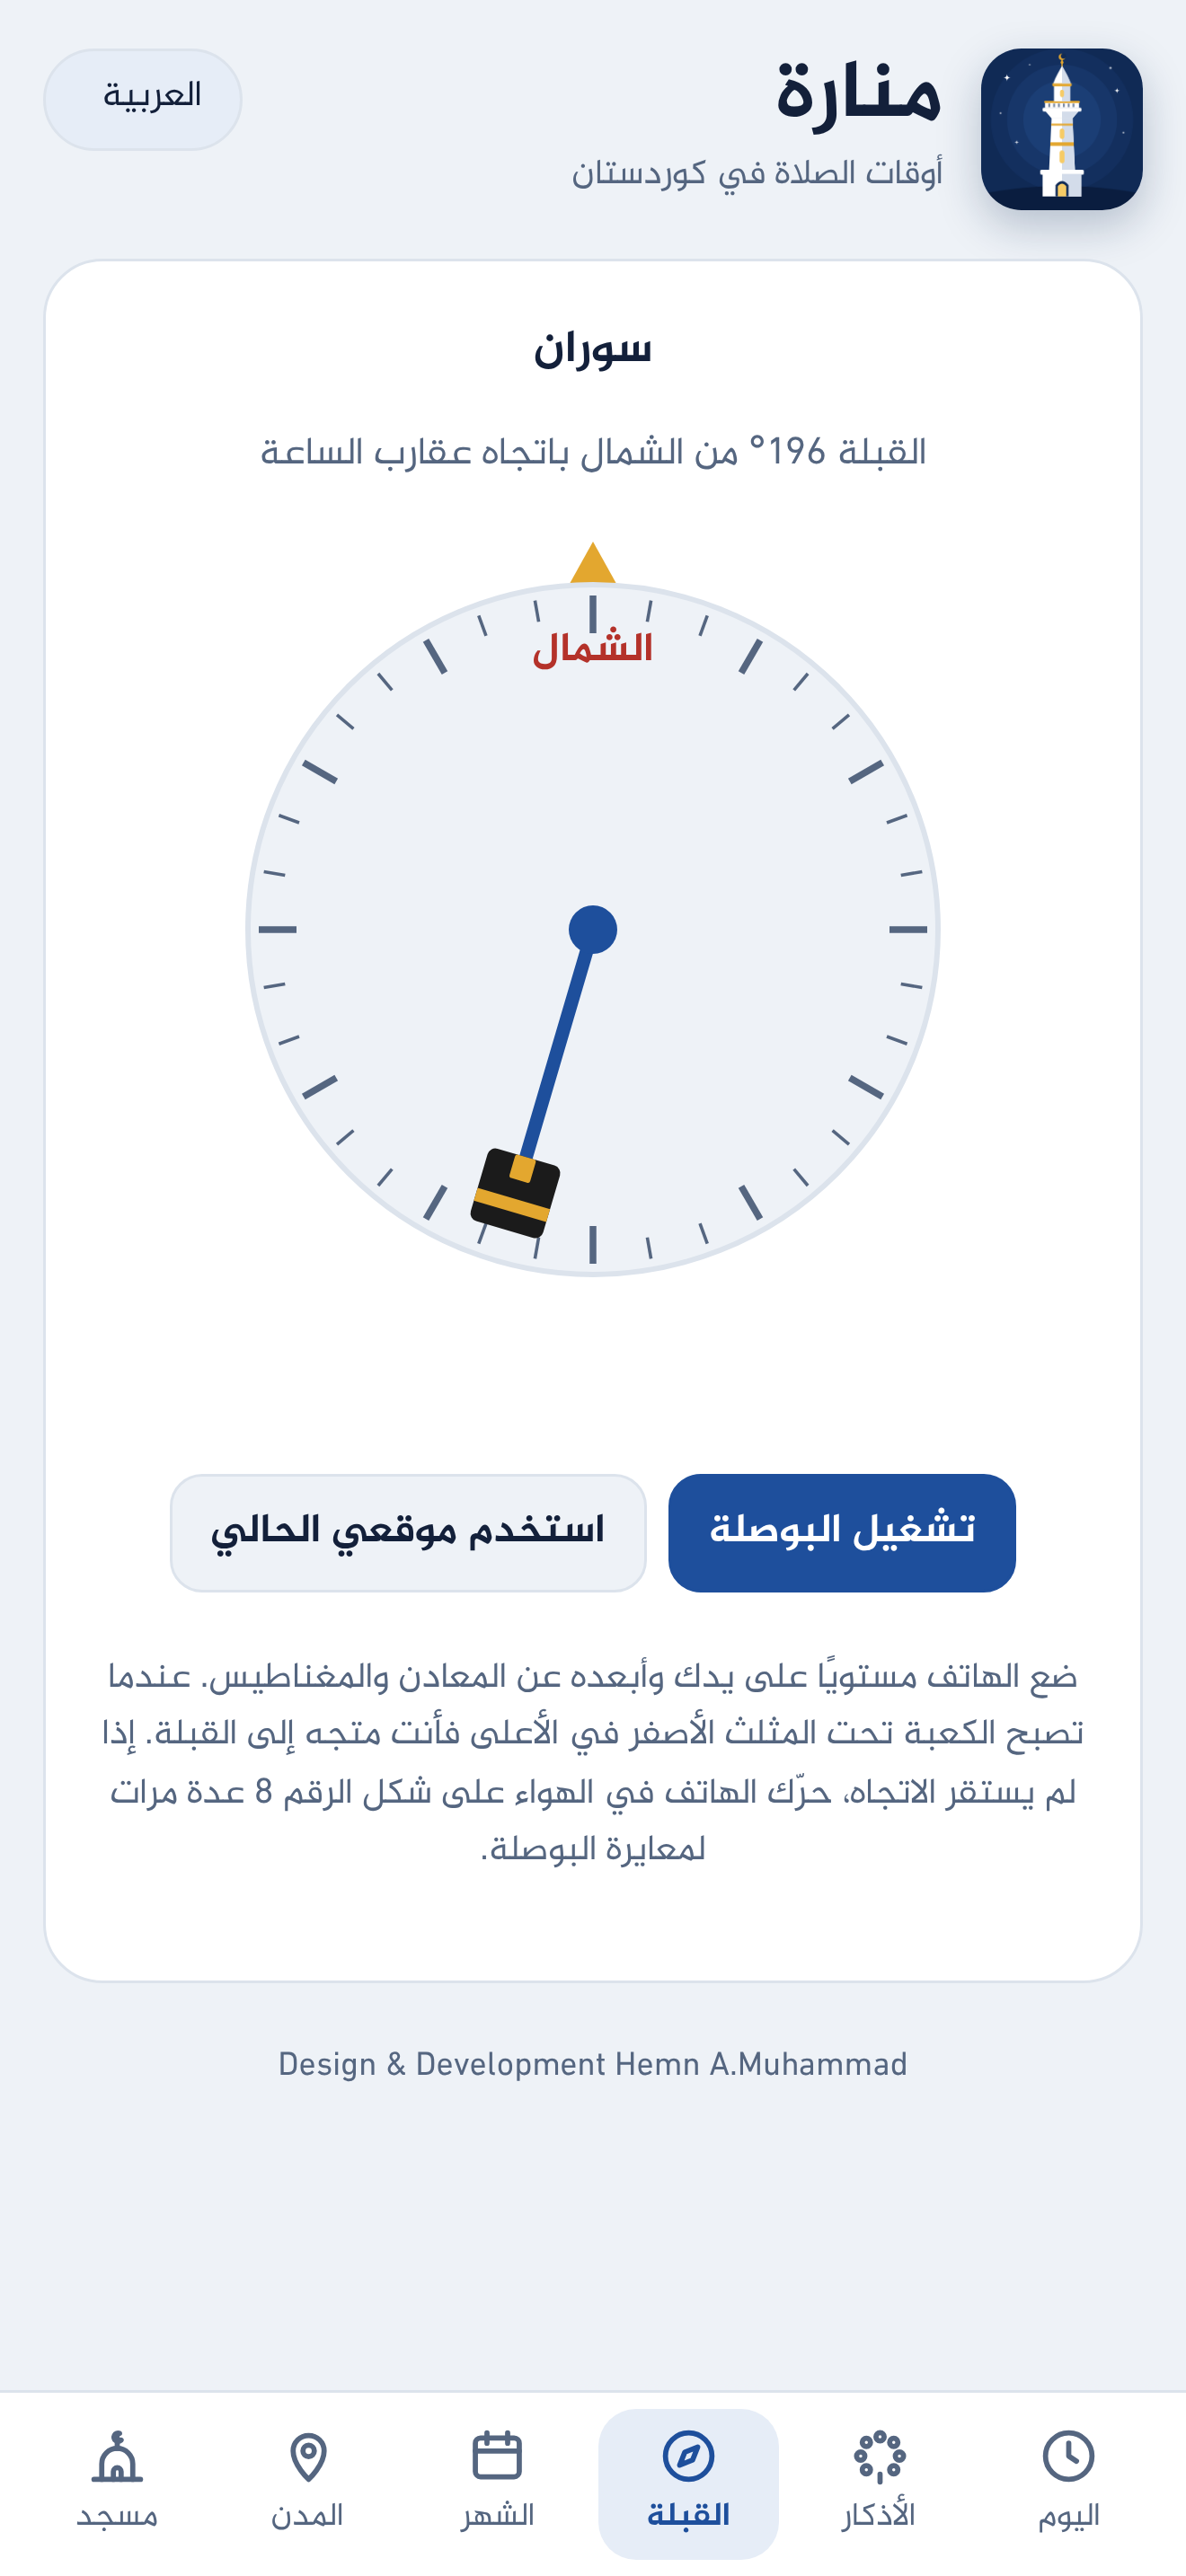 منارة
أوقات الصلاة في كوردستان
العربية
سوران
القبلة 196° من الشمال باتجاه عقارب الساعة
الشمال
تشغيل البوصلة
استخدم موقعي الحالي
ضع الهاتف مستويًا على يدك وأبعده عن المعادن والمغناطيس. عندما
تصبح الكعبة تحت المثلث الأصفر في الأعلى فأنت متجه إلى القبلة. إذا
لم يستقر الاتجاه، حرّك الهاتف في الهواء على شكل الرقم 8 عدة مرات
لمعايرة البوصلة.
Design & Development Hemn A.Muhammad
اليوم
الأذكار
القبلة
الشهر
المدن
مسجد